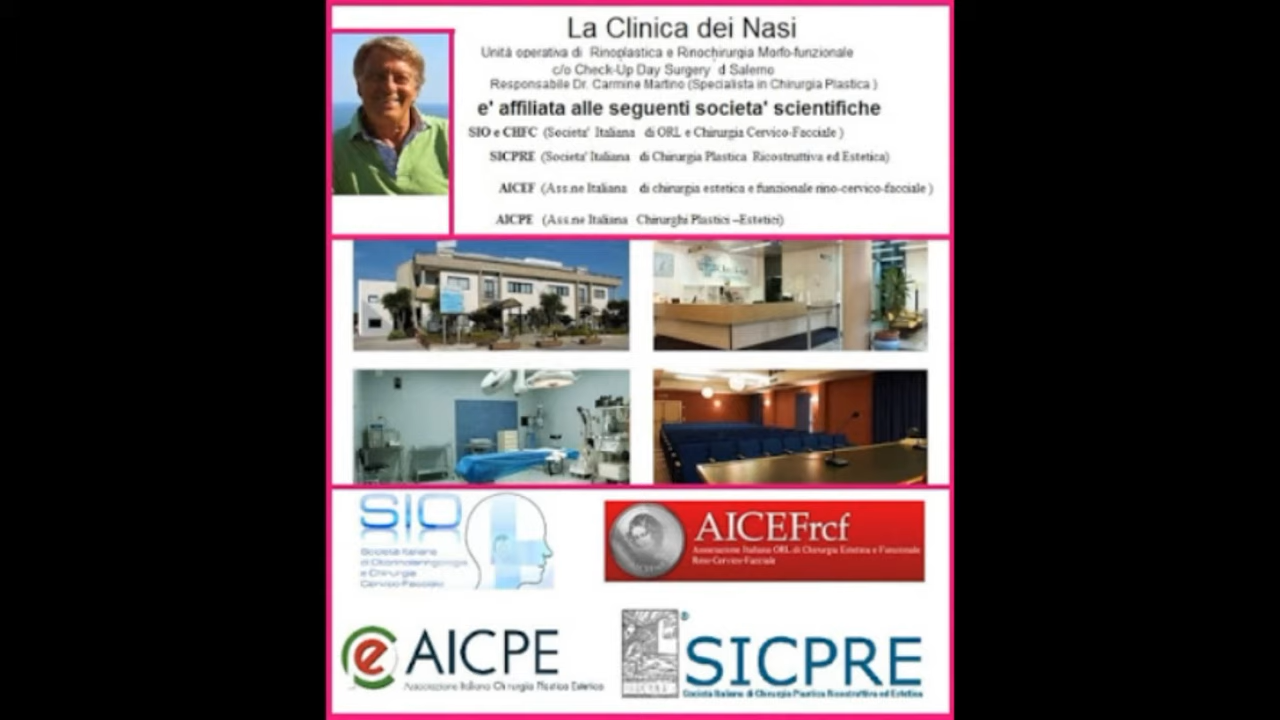 La Clinica dei Nasi
Unità operativa di Rinoplastica e Rinochirurgia Morfo-funzionale
c/o Check-Up Day Surgery d Salerno
Responsabile Dr. Carmine Martino (Specialista in Chirurgia Plastica )
e' affiliata alle seguenti societa' scientifiche
SIO e CHFC (Societa' Italiana di ORL e Chirurgia Cervico-Facciale )
SICPRE (Societa' Italiana di Chirurgia Plastica Ricostruttiva ed Estetica)
AICEF (Ass.ne Italiana di chirurgia estetica e funzionale rino-cervico-facciale )
AICPE (Ass.ne Italiana Chirurghi Plastici –Estetici)
SIO
Società Italiana
di Otorinolaringologia
e Chirurgia
Cervico-Facciale
AICEFrcf
Associazione Italiana ORL di Chirurgia Estetica e Funzionale
Rino-Cervico-Facciale
e AICPE
Associazione Italiana Chirurgia Plastica Estetica
® SICPRE
Società Italiana di Chirurgia Plastica Ricostruttiva ed Estetica